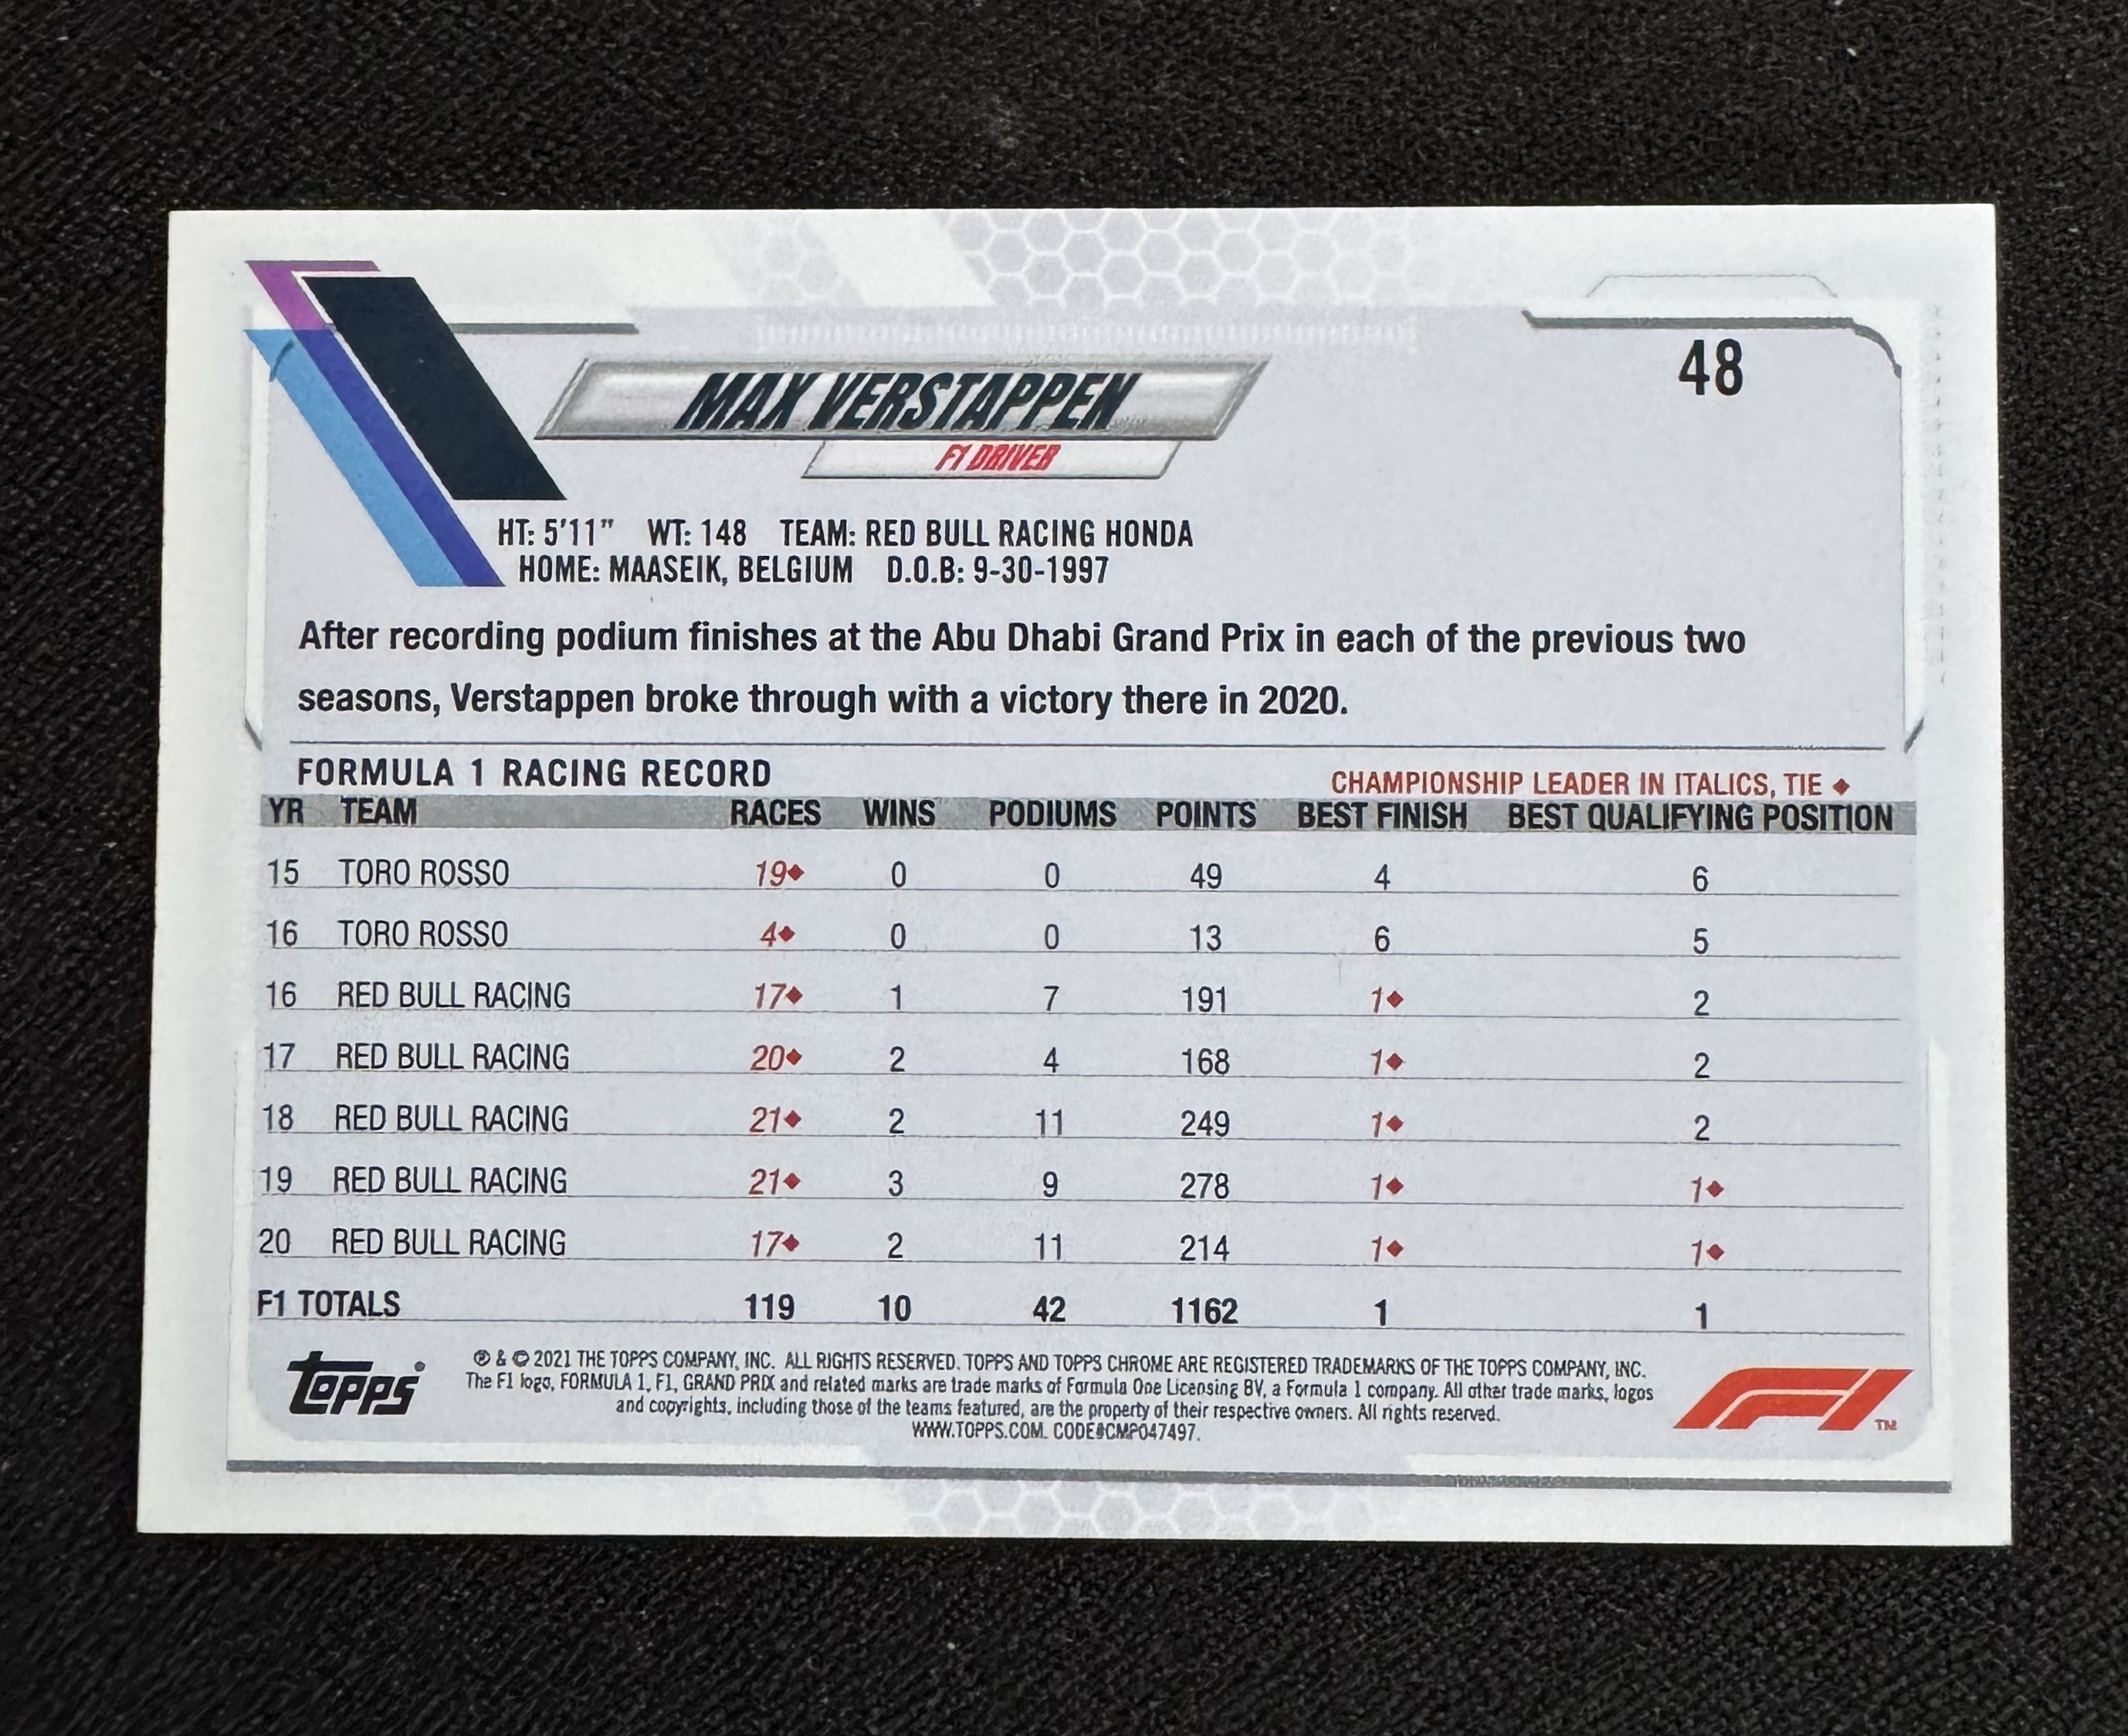 48
MAX VERSTAPPEN
F1 DRIVER
HT: 5'11" WT: 148 TEAM: RED BULL RACING HONDA
HOME: MAASEIK, BELGIUM D.O.B: 9-30-1997
After recording podium finishes at the Abu Dhabi Grand Prix in each of the previous two
seasons, Verstappen broke through with a victory there in 2020.
FORMULA 1 RACING RECORD CHAMPIONSHIP LEADER IN ITALICS, TIE ◆
YR TEAM RACES WINS PODIUMS POINTS BEST FINISH BEST QUALIFYING POSITION
15 TORO ROSSO 19◆ 0 0 49 4 6
16 TORO ROSSO 4◆ 0 0 13 6 5
16 RED BULL RACING 17◆ 1 7 191 1◆ 2
17 RED BULL RACING 20◆ 2 4 168 1◆ 2
18 RED BULL RACING 21◆ 2 11 249 1◆ 2
19 RED BULL RACING 21◆ 3 9 278 1◆ 1◆
20 RED BULL RACING 17◆ 2 11 214 1◆ 1◆
F1 TOTALS 119 10 42 1162 1 1
topps
® & © 2021 THE TOPPS COMPANY, INC. ALL RIGHTS RESERVED. TOPPS AND TOPPS CHROME ARE REGISTERED TRADEMARKS OF THE TOPPS COMPANY, INC.
The F1 logo, FORMULA 1, F1, GRAND PRIX and related marks are trade marks of Formula One Licensing BV, a Formula 1 company. All other trade marks, logos
and copyrights, including those of the teams featured, are the property of their respective owners. All rights reserved.
WWW.TOPPS.COM. CODE#CMP047497.
F1 TM